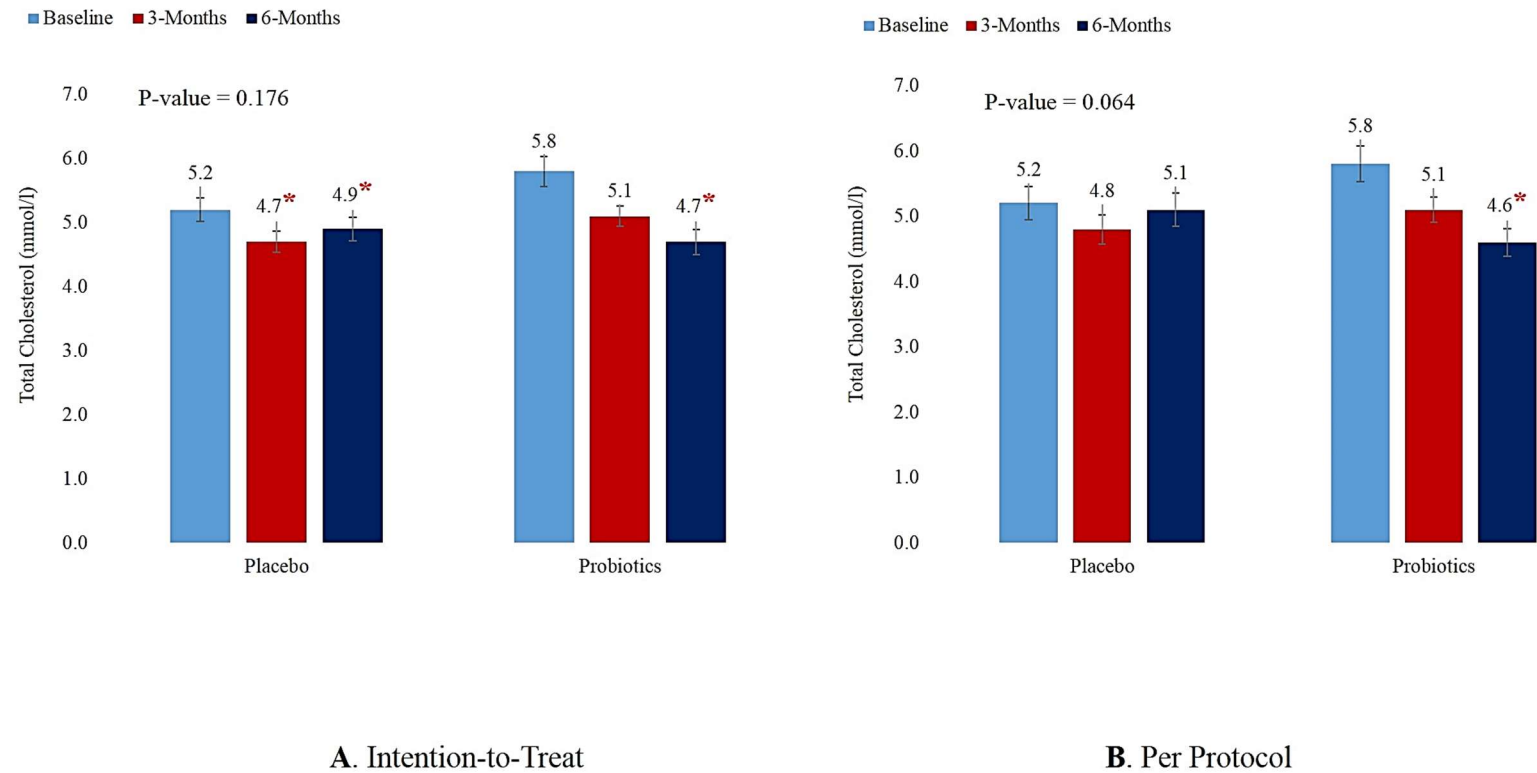 Baseline 3-Months 6-Months
P-value = 0.176
Total Cholesterol (mmol/l)
7.0
6.0
5.0
4.0
3.0
2.0
1.0
0.0
5.2
4.7*
4.9*
5.8
5.1
4.7*
Placebo
Probiotics
A. Intention-to-Treat
Baseline 3-Months 6-Months
P-value = 0.064
Total Cholesterol (mmol/l)
7.0
6.0
5.0
4.0
3.0
2.0
1.0
0.0
5.2
4.8
5.1
5.8
5.1
4.6*
Placebo
Probiotics
B. Per Protocol